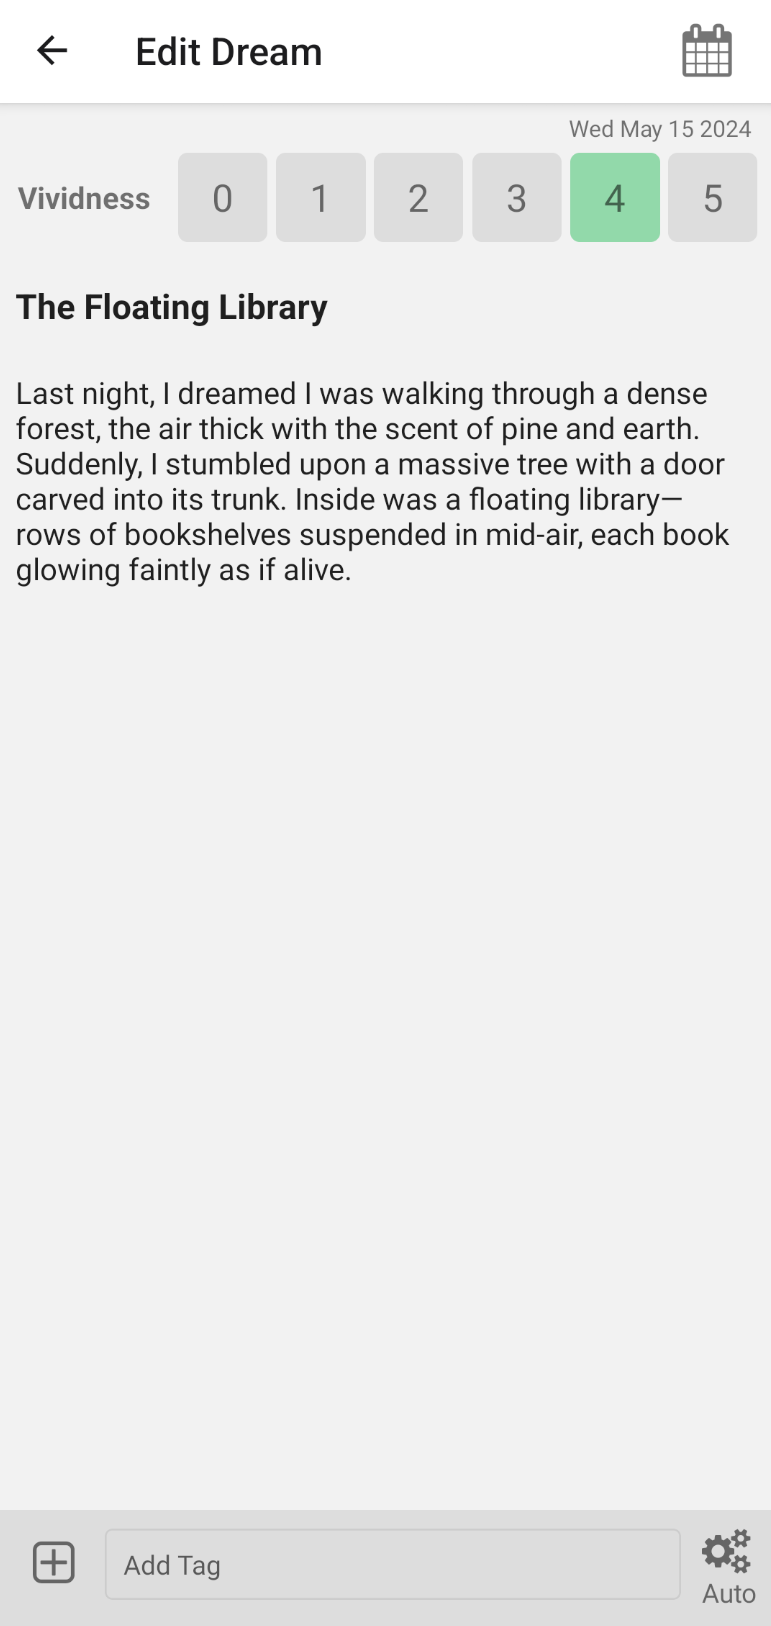 Edit Dream
Wed May 15 2024
Vividness 0 1 2 3 4 5
The Floating Library
Last night, I dreamed I was walking through a dense
forest, the air thick with the scent of pine and earth.
Suddenly, I stumbled upon a massive tree with a door
carved into its trunk. Inside was a floating library—
rows of bookshelves suspended in mid-air, each book
glowing faintly as if alive.
Add Tag
Auto